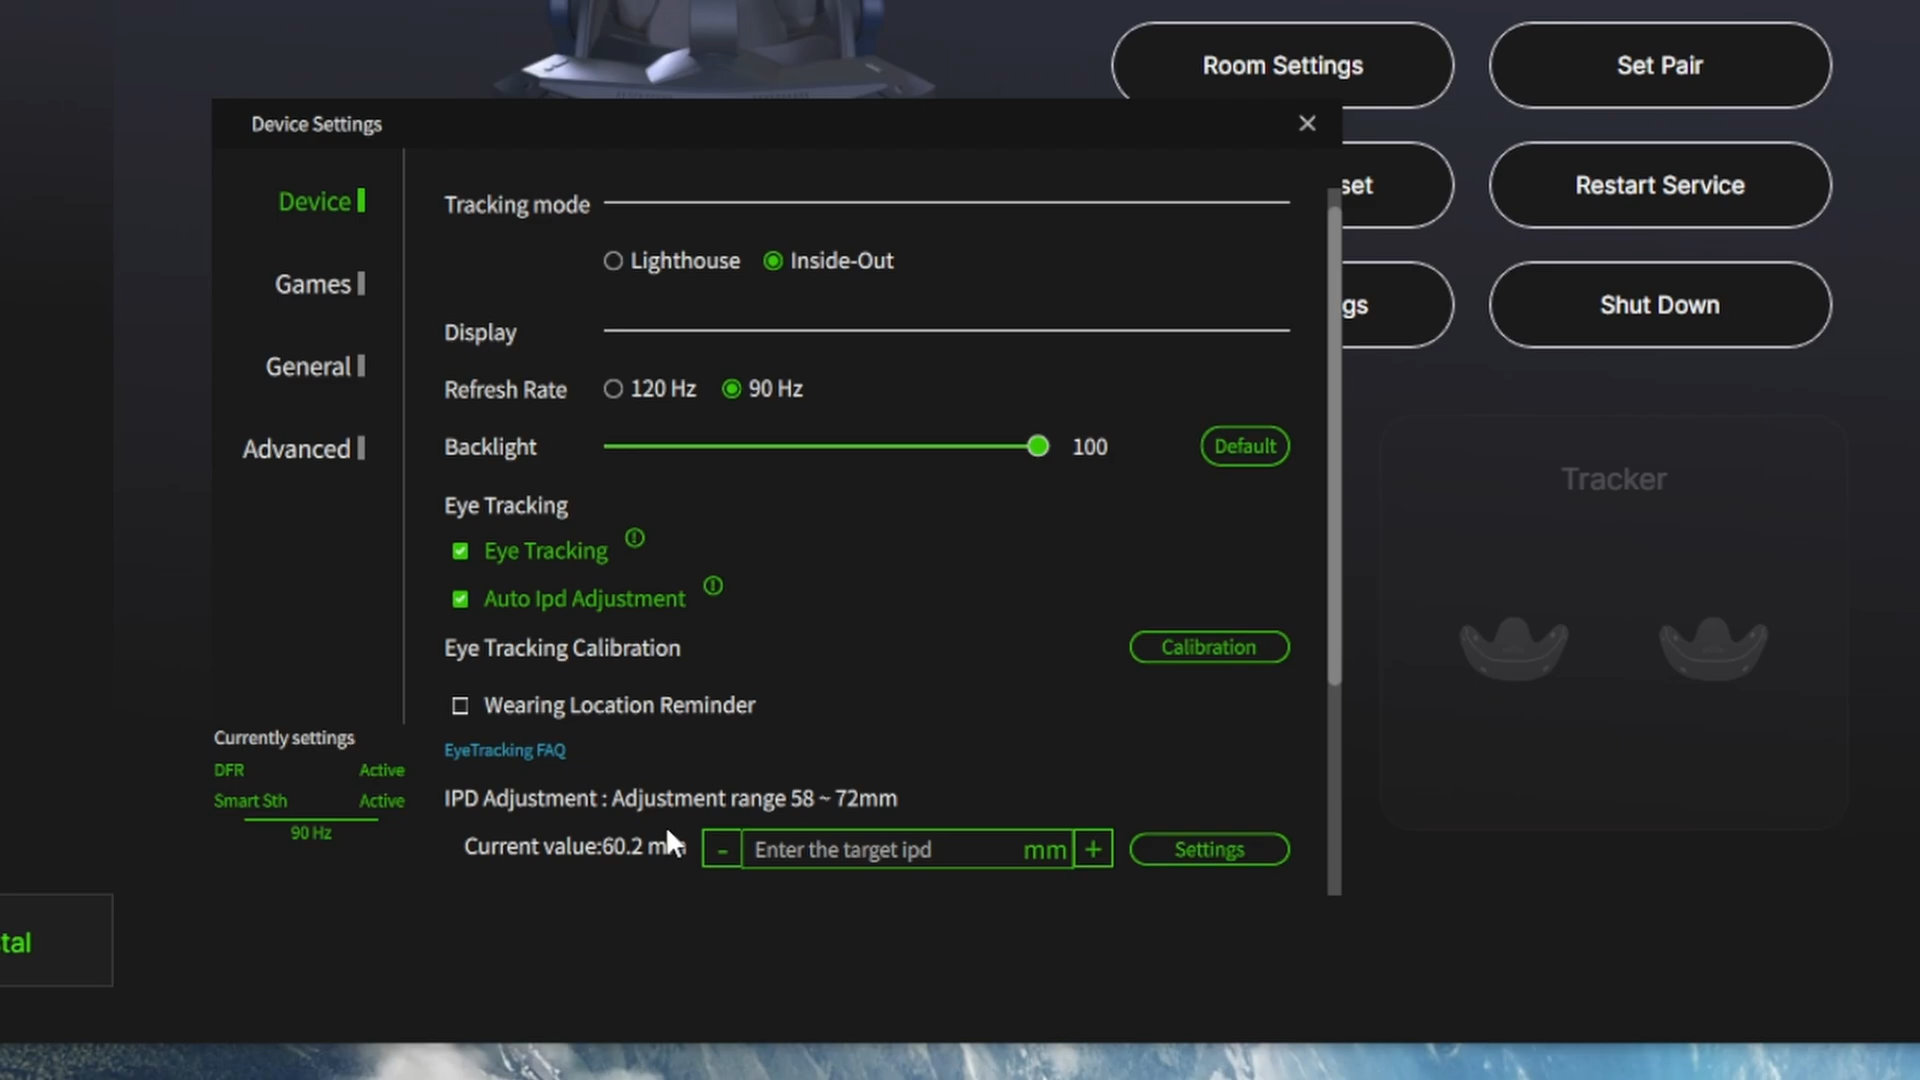 Room Settings
Set Pair
Device Settings
Device
Tracking mode
set
Restart Service
Lighthouse
Inside-Out
Games
gs
Shut Down
Display
General
Refresh Rate
120 Hz
90 Hz
Advanced
Backlight
100
Default
Tracker
Eye Tracking
Eye Tracking
Auto Ipd Adjustment
Eye Tracking Calibration
Calibration
Wearing Location Reminder
Currently settings
EyeTracking FAQ
DFR
Active
Smart Sth
Active
90 Hz
IPD Adjustment : Adjustment range 58 ~ 72mm
Current value:60.2
-
Enter the target ipd
mm
+
Settings
tal